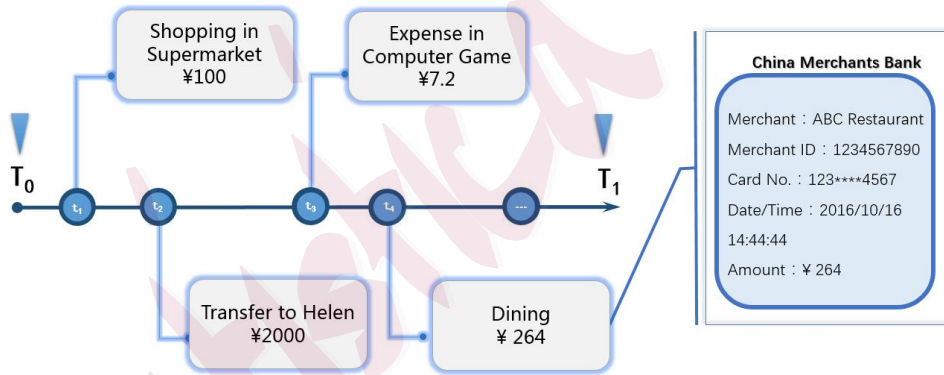 Shopping in
Supermarket
¥100
Expense in
Computer Game
¥7.2
T0
T1
t1
t2
t3
t4
---
Transfer to Helen
¥2000
Dining
¥ 264
China Merchants Bank
Merchant：ABC Restaurant
Merchant ID：1234567890
Card No.：123****4567
Date/Time：2016/10/16
14:44:44
Amount：¥ 264